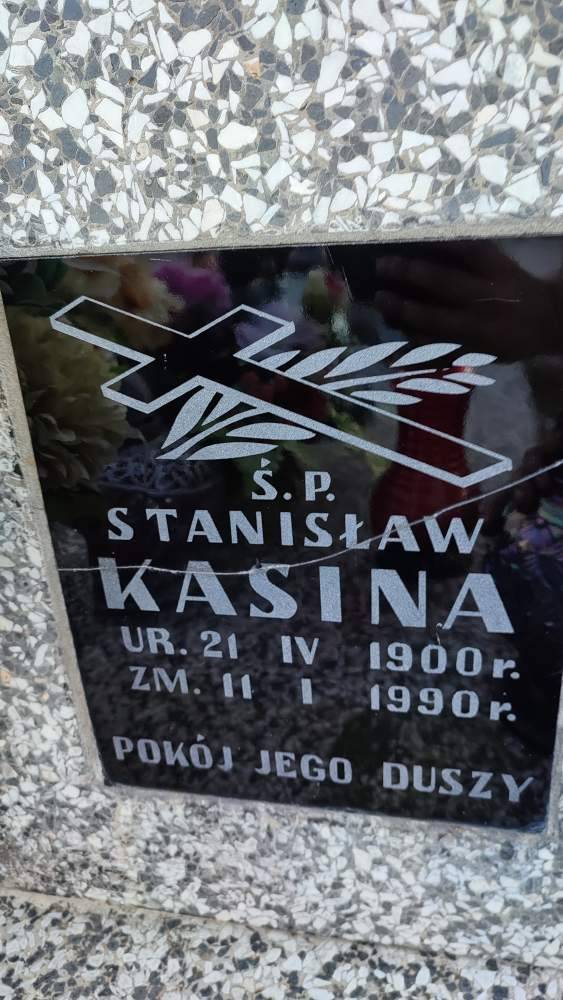 Ś. P.
STANISŁAW
KASINA
UR. 21 IV 1900 r.
ZM. 11 I 1990 r.
POKÓJ JEGO DUSZY